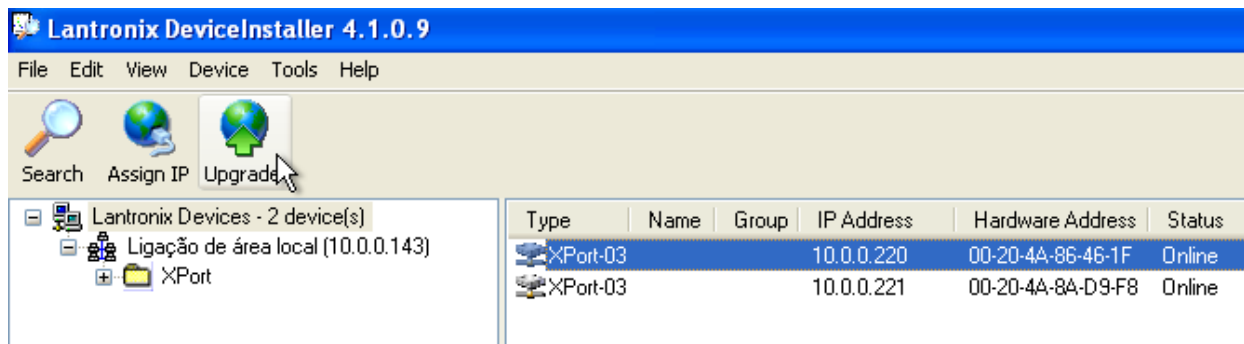 Lantronix DeviceInstaller 4.1.0.9
File Edit View Device Tools Help
Search Assign IP Upgrade
Lantronix Devices - 2 device(s)
Ligação de área local (10.0.0.143)
XPort
Type Name Group IP Address Hardware Address Status
XPort-03 10.0.0.220 00-20-4A-86-46-1F Online
XPort-03 10.0.0.221 00-20-4A-8A-D9-F8 Online